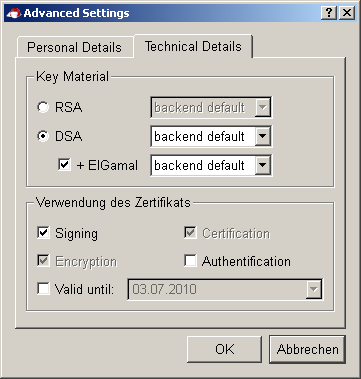 Advanced Settings
Personal Details
Technical Details
Key Material
RSA
backend default
DSA
backend default
+ ElGamal
backend default
Verwendung des Zertifikats
Signing
Certification
Encryption
Authentification
Valid until:
03.07.2010
OK
Abbrechen